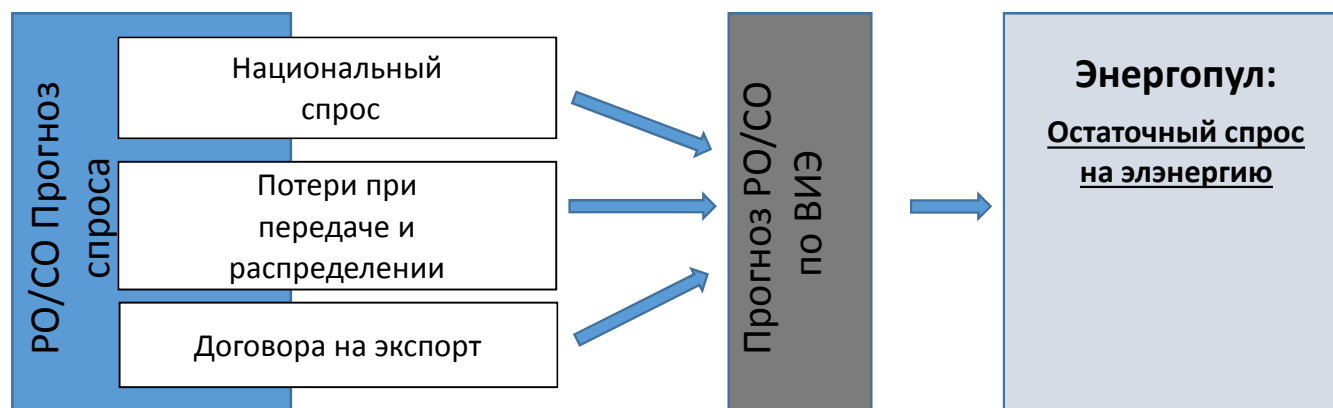 РО/СО Прогноз
спроса
Национальный
спрос
Потери при
передаче и
распределении
Договора на экспорт
Прогноз РО/СО
по ВИЭ
Энергопул:
Остаточный спрос
на элэнергию